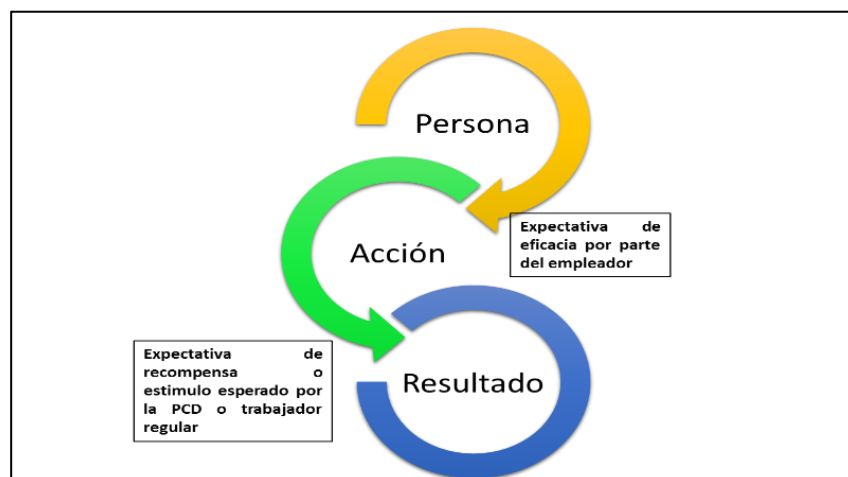 Persona
Expectativa de
eficacia por parte
del empleador
Acción
Expectativa de
recompensa o
estimulo esperado por
la PCD o trabajador
regular
Resultado